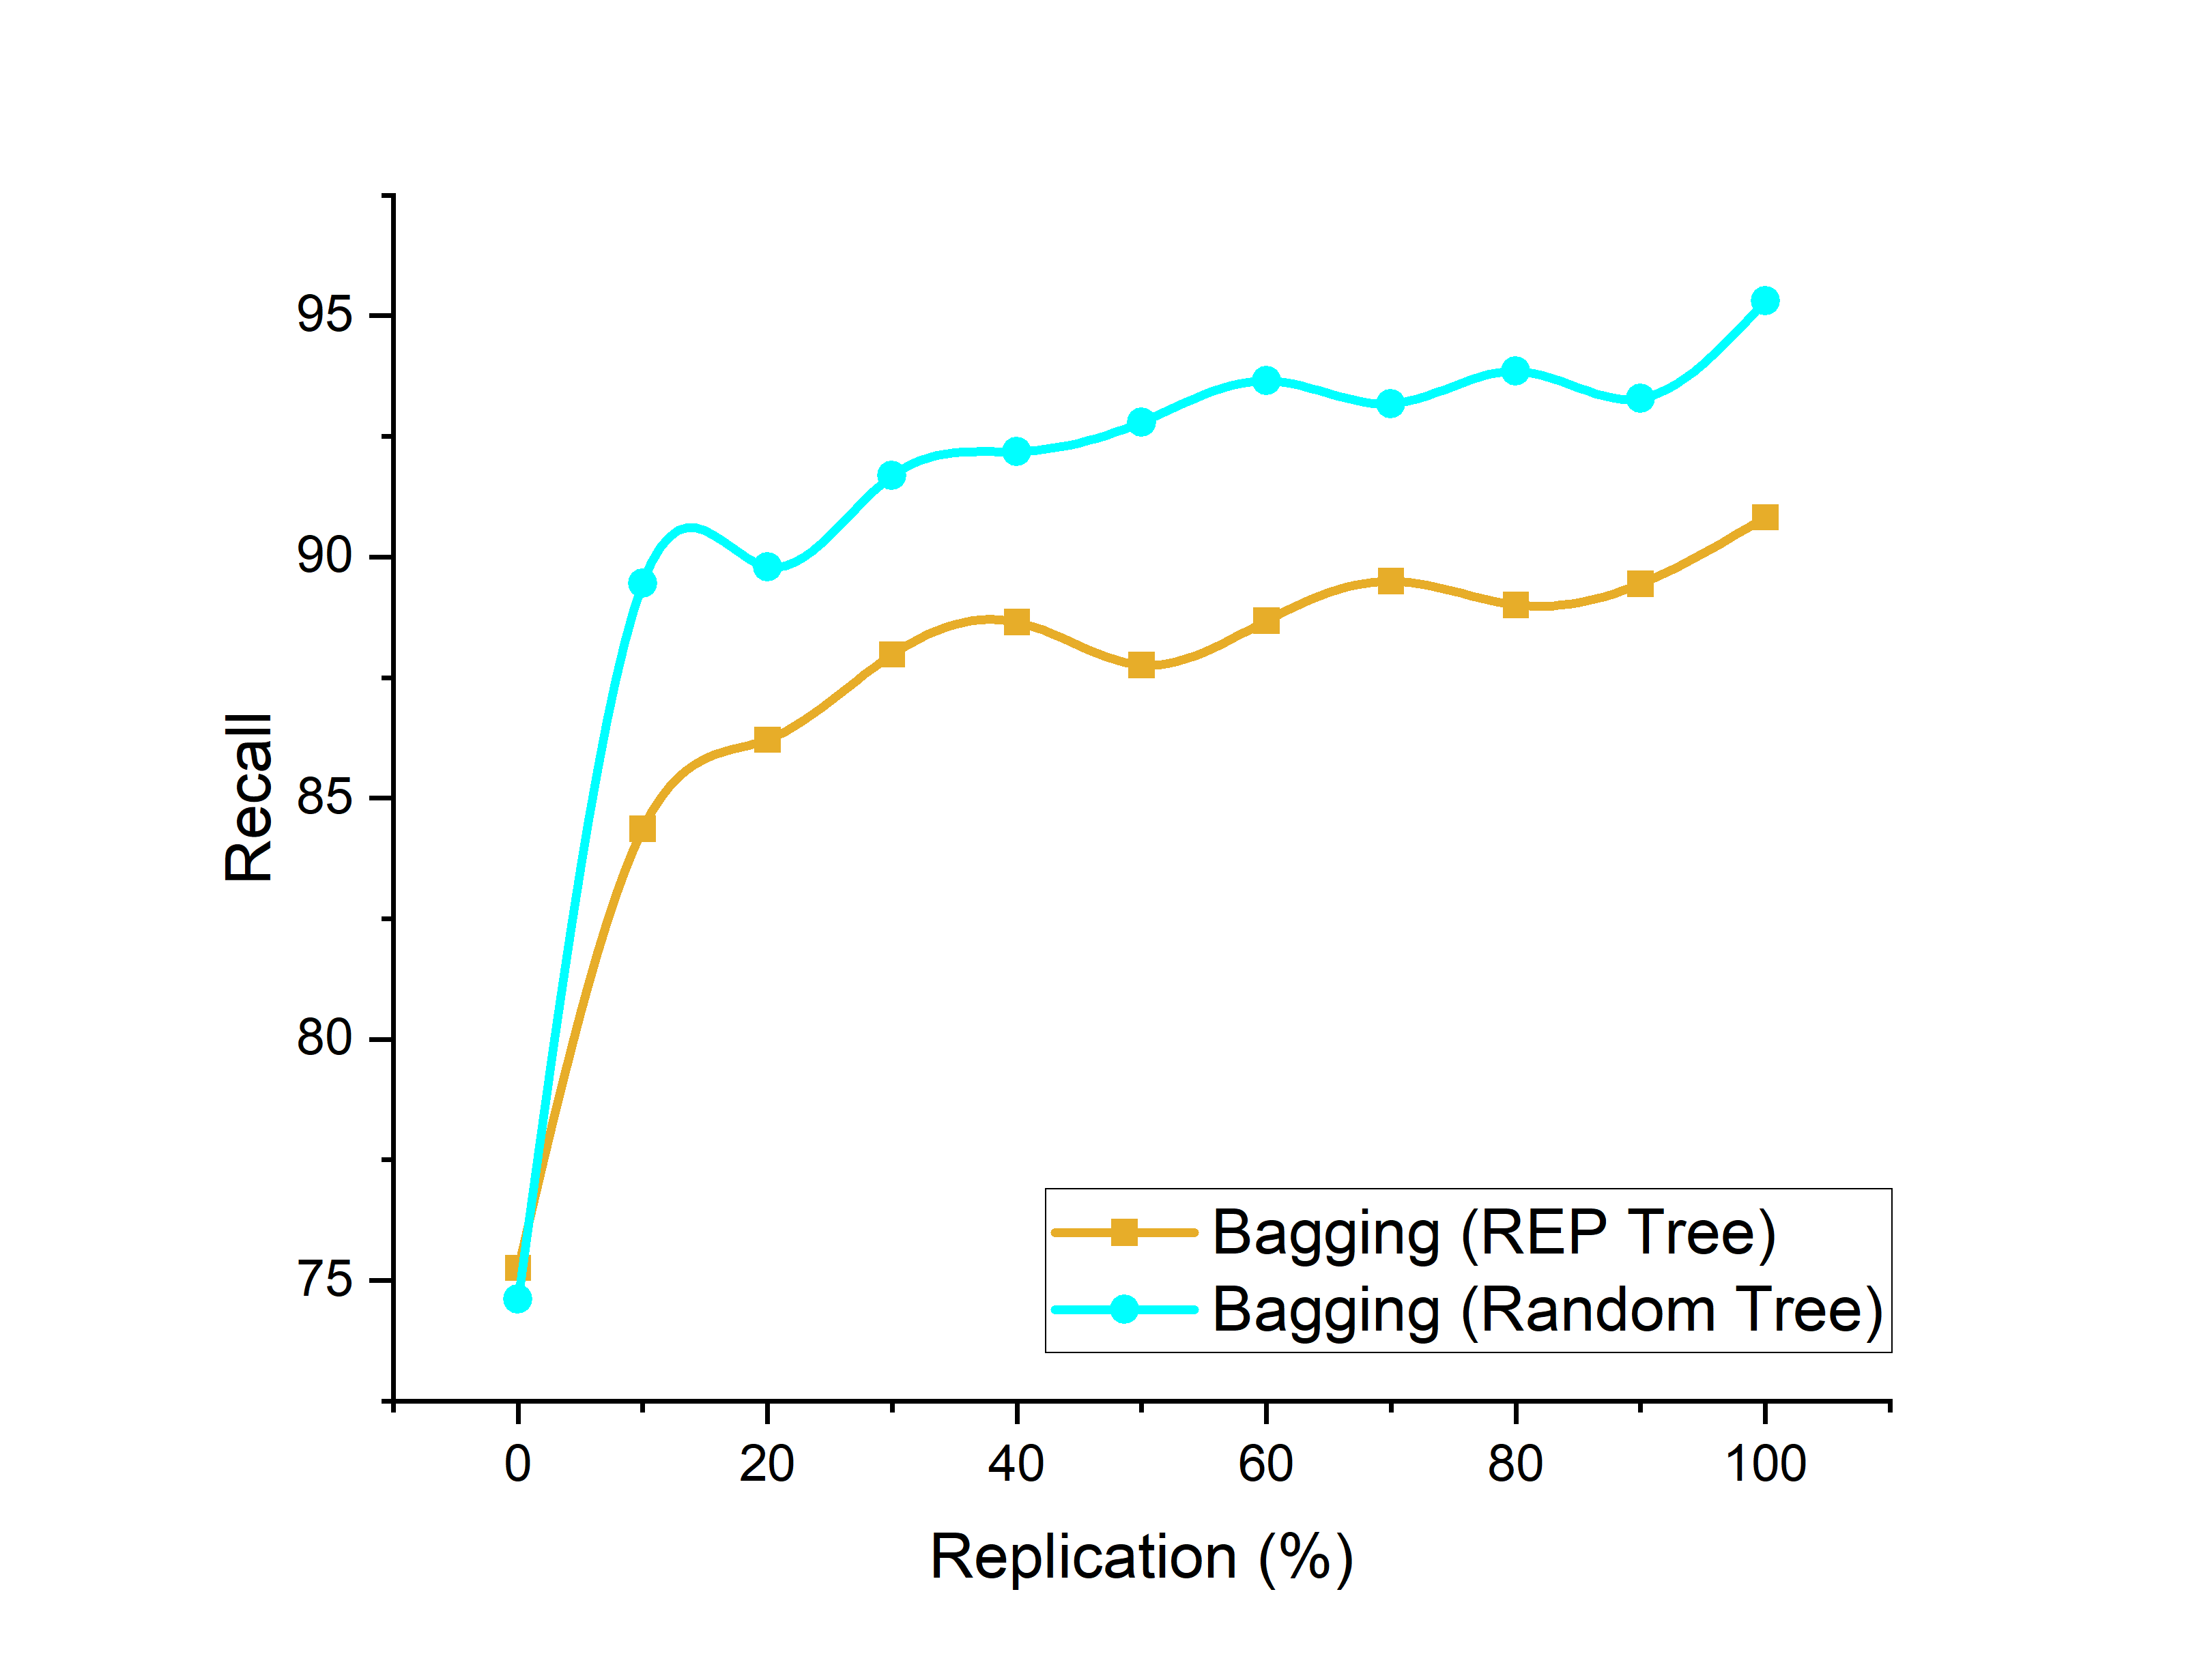 95
90
85
80
75
Recall
0 20 40 60 80 100
Replication (%)
Bagging (REP Tree)
Bagging (Random Tree)